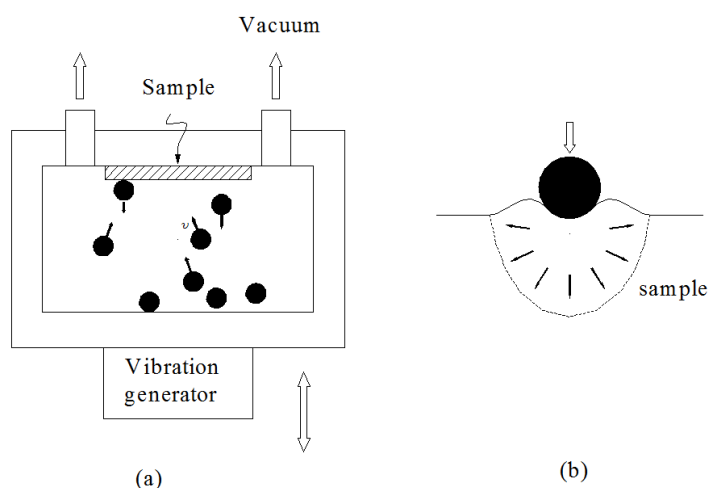 Vacuum
Sample
v
Vibration
generator
(a)
sample
(b)